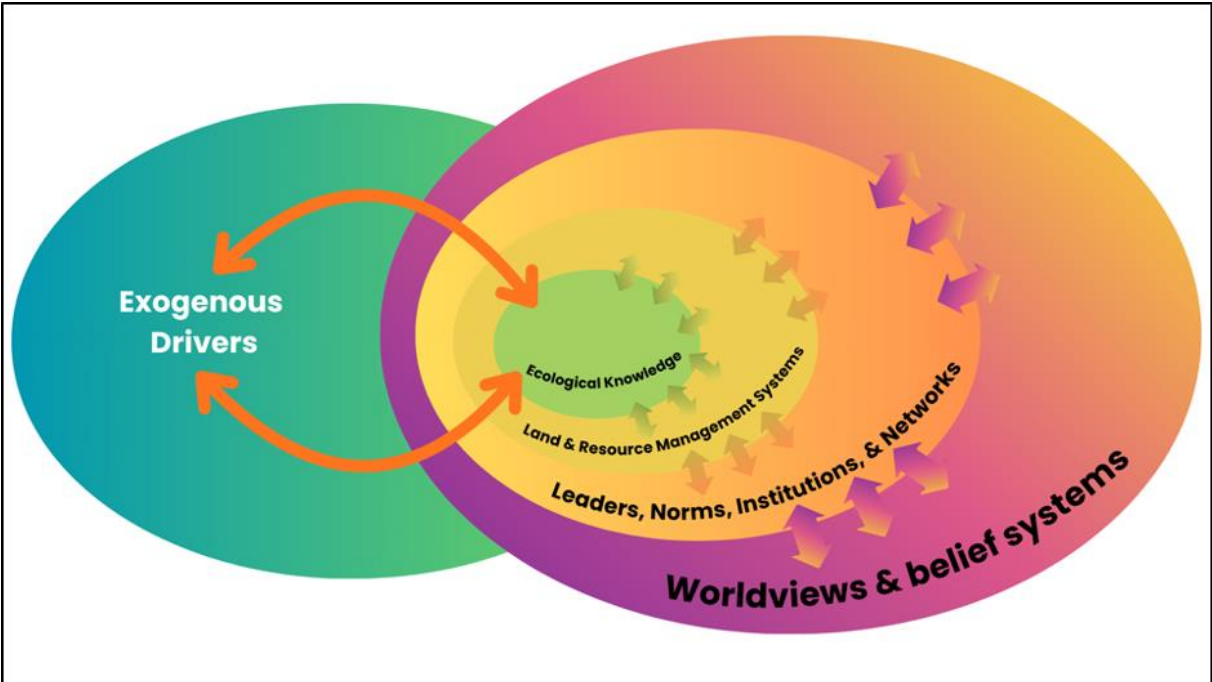 Exogenous
Drivers
Ecological Knowledge
Land & Resource Management Systems
Leaders, Norms, Institutions, & Networks
Worldviews & belief systems